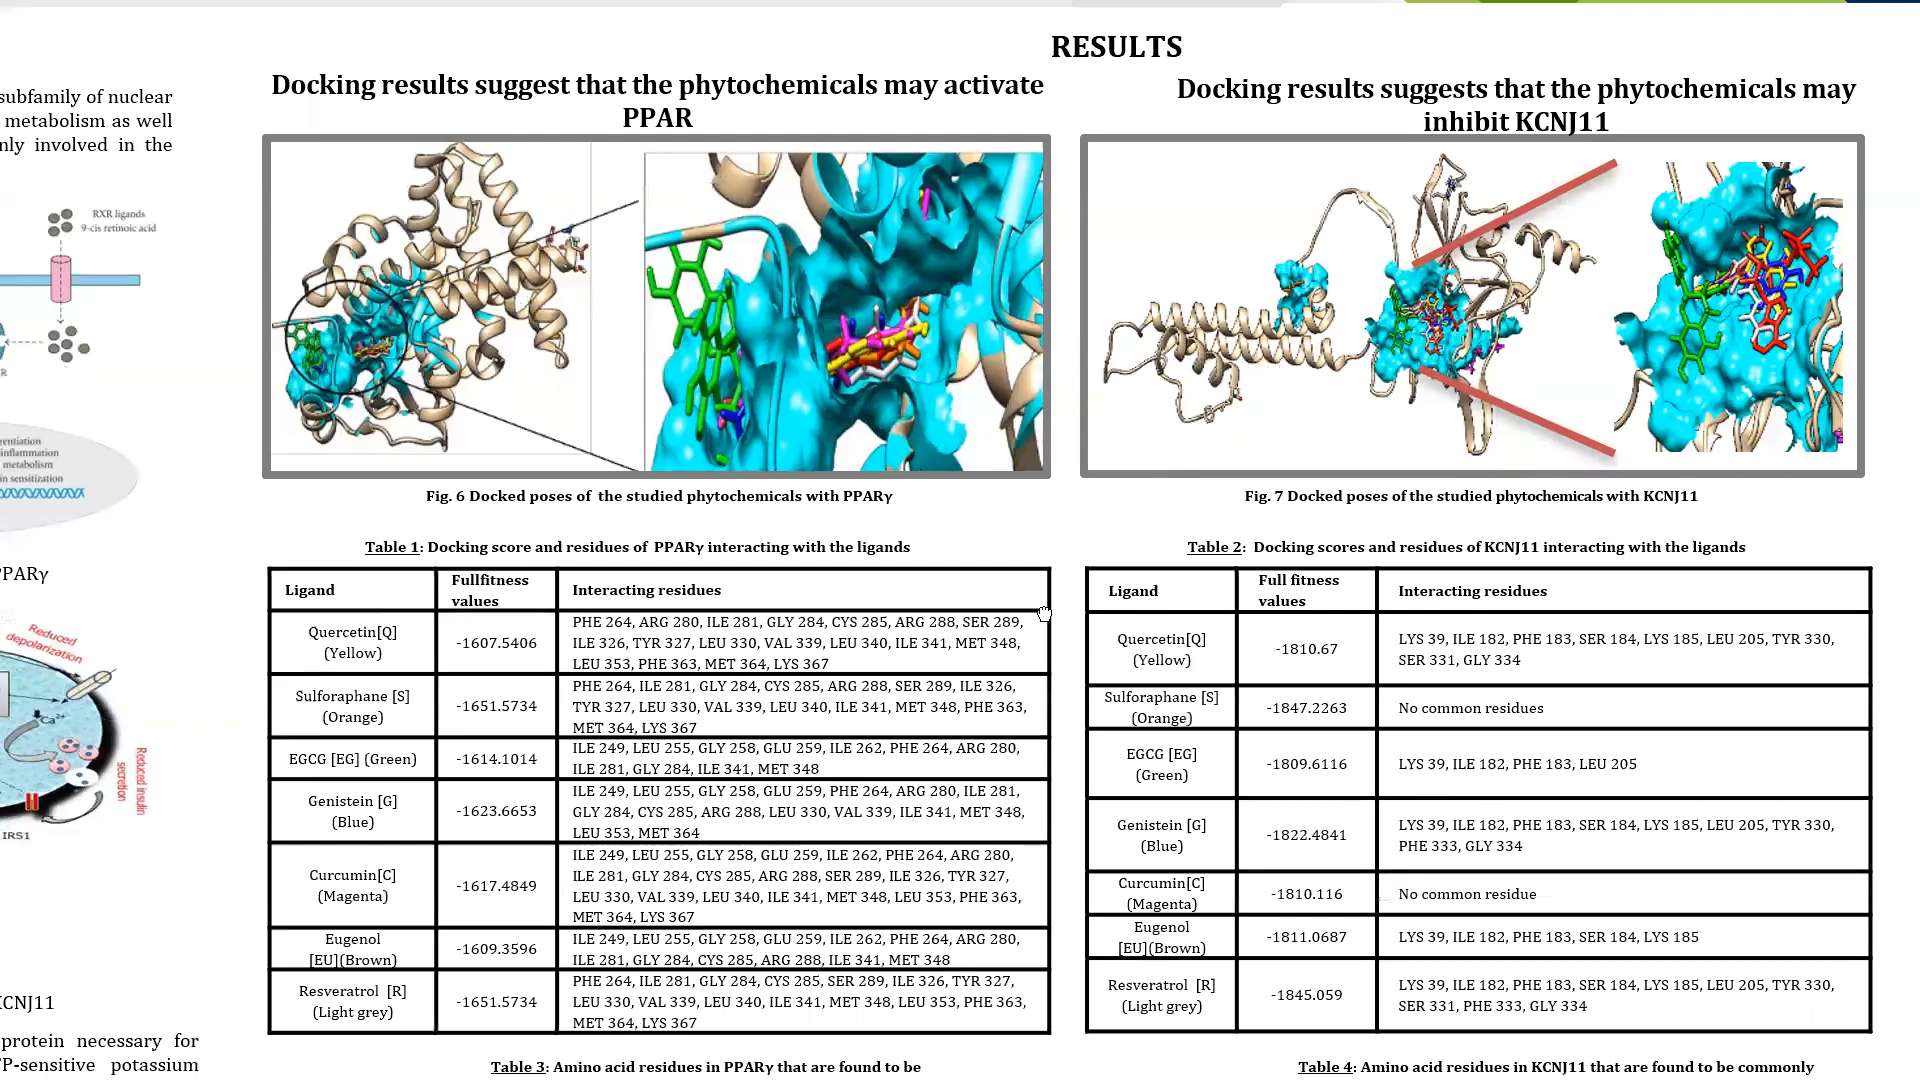 RESULTS
subfamily of nuclear
metabolism as well
nly involved in the
RXR ligands
9-cis retinoic acid
R
rentiation
inflammation
metabolism
in sensitization
PPARγ
Reduced
depolarization
Ca²⁺
Reduced insulin
secretion
IRS1
KCNJ11
protein necessary for
TP-sensitive potassium
Docking results suggest that the phytochemicals may activate
PPAR
Fig. 6 Docked poses of the studied phytochemicals with PPARγ
Table 1: Docking score and residues of PPARγ interacting with the ligands
Ligand
Fullfitness
values
Interacting residues
Quercetin[Q]
(Yellow)
-1607.5406
PHE 264, ARG 280, ILE 281, GLY 284, CYS 285, ARG 288, SER 289,
ILE 326, TYR 327, LEU 330, VAL 339, LEU 340, ILE 341, MET 348,
LEU 353, PHE 363, MET 364, LYS 367
Sulforaphane [S]
(Orange)
-1651.5734
PHE 264, ILE 281, GLY 284, CYS 285, ARG 288, SER 289, ILE 326,
TYR 327, LEU 330, VAL 339, LEU 340, ILE 341, MET 348, PHE 363,
MET 364, LYS 367
EGCG [EG] (Green)
-1614.1014
ILE 249, LEU 255, GLY 258, GLU 259, ILE 262, PHE 264, ARG 280,
ILE 281, GLY 284, ILE 341, MET 348
Genistein [G]
(Blue)
-1623.6653
ILE 249, LEU 255, GLY 258, GLU 259, PHE 264, ARG 280, ILE 281,
GLY 284, CYS 285, ARG 288, LEU 330, VAL 339, ILE 341, MET 348,
LEU 353, MET 364
Curcumin[C]
(Magenta)
-1617.4849
ILE 249, LEU 255, GLY 258, GLU 259, ILE 262, PHE 264, ARG 280,
ILE 281, GLY 284, CYS 285, ARG 288, SER 289, ILE 326, TYR 327,
LEU 330, VAL 339, LEU 340, ILE 341, MET 348, LEU 353, PHE 363,
MET 364, LYS 367
Eugenol
[EU](Brown)
-1609.3596
ILE 249, LEU 255, GLY 258, GLU 259, ILE 262, PHE 264, ARG 280,
ILE 281, GLY 284, CYS 285, ARG 288, ILE 341, MET 348
Resveratrol [R]
(Light grey)
-1651.5734
PHE 264, ILE 281, GLY 284, CYS 285, SER 289, ILE 326, TYR 327,
LEU 330, VAL 339, LEU 340, ILE 341, MET 348, LEU 353, PHE 363,
MET 364, LYS 367
Table 3: Amino acid residues in PPARγ that are found to be
Docking results suggests that the phytochemicals may
inhibit KCNJ11
Fig. 7 Docked poses of the studied phytochemicals with KCNJ11
Table 2: Docking scores and residues of KCNJ11 interacting with the ligands
Ligand
Full fitness
values
Interacting residues
Quercetin[Q]
(Yellow)
-1810.67
LYS 39, ILE 182, PHE 183, SER 184, LYS 185, LEU 205, TYR 330,
SER 331, GLY 334
Sulforaphane [S]
(Orange)
-1847.2263
No common residues
EGCG [EG]
(Green)
-1809.6116
LYS 39, ILE 182, PHE 183, LEU 205
Genistein [G]
(Blue)
-1822.4841
LYS 39, ILE 182, PHE 183, SER 184, LYS 185, LEU 205, TYR 330,
PHE 333, GLY 334
Curcumin[C]
(Magenta)
-1810.116
No common residue
Eugenol
[EU](Brown)
-1811.0687
LYS 39, ILE 182, PHE 183, SER 184, LYS 185
Resveratrol [R]
(Light grey)
-1845.059
LYS 39, ILE 182, PHE 183, SER 184, LYS 185, LEU 205, TYR 330,
SER 331, PHE 333, GLY 334
Table 4: Amino acid residues in KCNJ11 that are found to be commonly